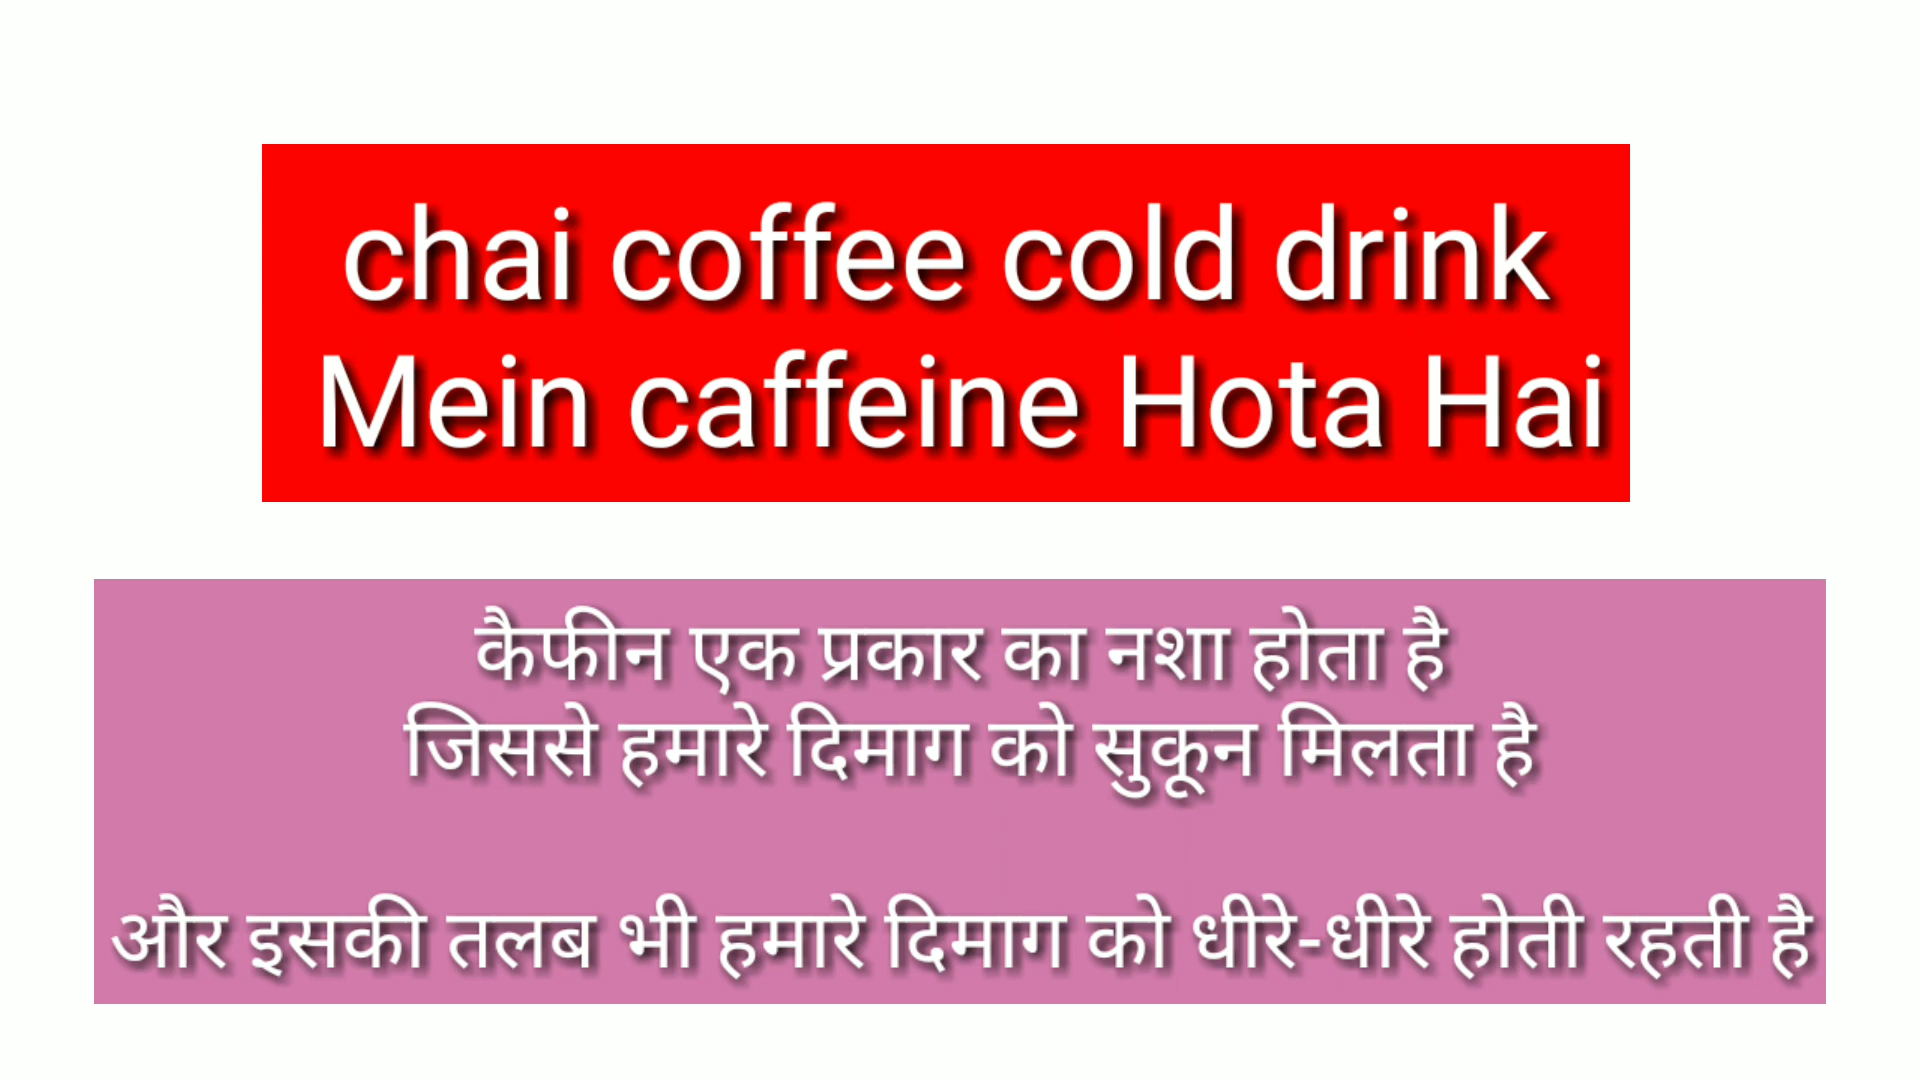 chai coffee cold drink
Mein caffeine Hota Hai
कैफीन एक प्रकार का नशा होता है
जिससे हमारे दिमाग को सुकून मिलता है
और इसकी तलब भी हमारे दिमाग को धीरे-धीरे होती रहती है